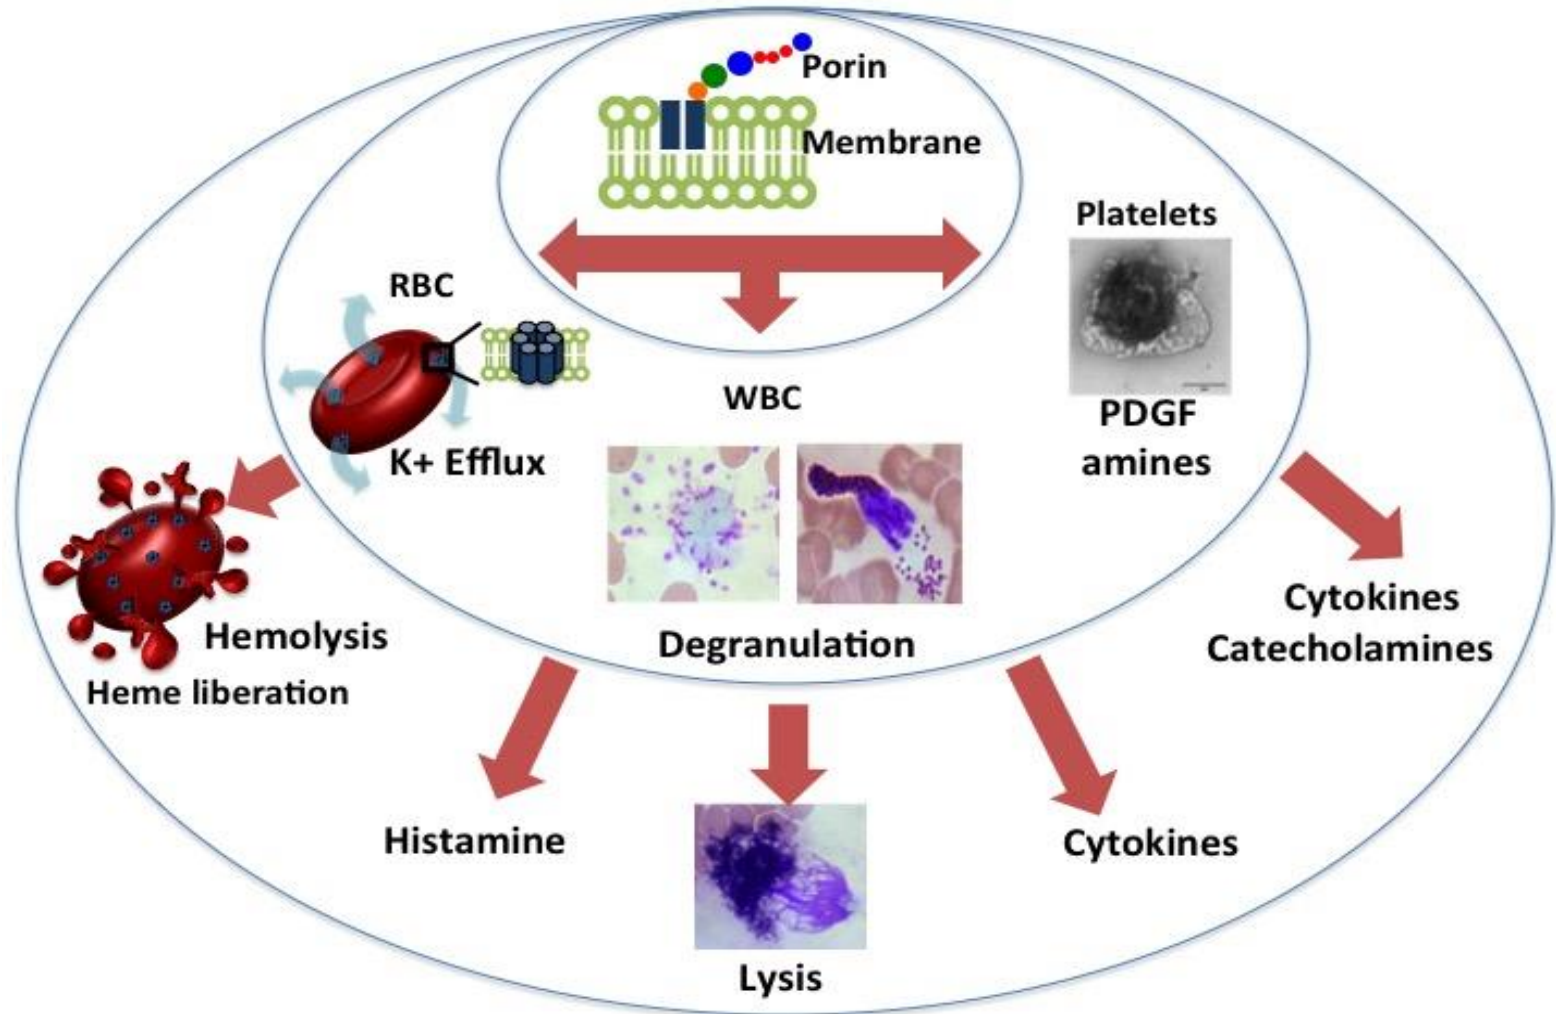 Porin
Membrane
Platelets
RBC
WBC
PDGF
amines
K+ Efflux
Cytokines
Catecholamines
Hemolysis
Degranulation
Heme liberation
Histamine
Cytokines
Lysis